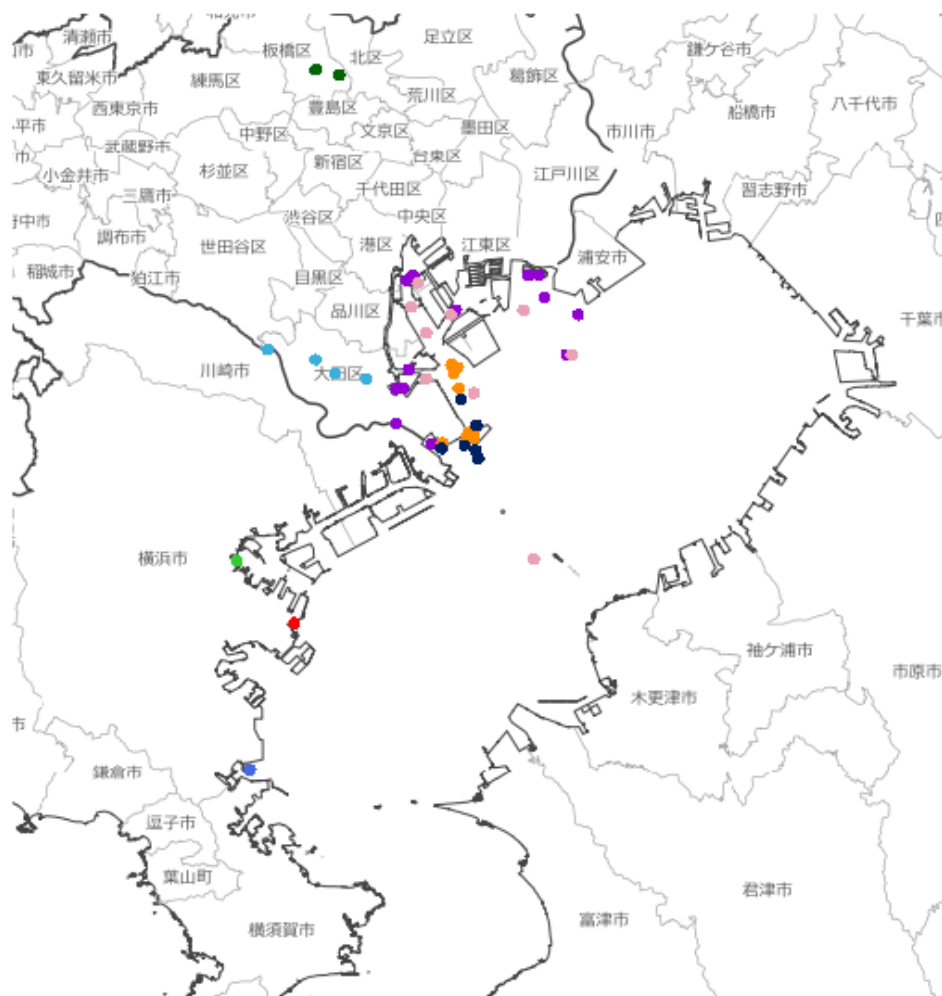 清瀬市
板橋区
北区
足立区
鎌ケ谷市
東久留米市
練馬区
葛飾区
荒川区
西東京市
豊島区
船橋市
八千代市
中野区
文京区
墨田区
市川市
武蔵野市
新宿区
台東区
小金井市
杉並区
江戸川区
千代田区
習志野市
三鷹市
渋谷区
中央区
調布市
世田谷区
港区
江東区
浦安市
稲城市
狛江市
目黒区
品川区
川崎市
大田区
横浜市
袖ケ浦市
市原市
木更津市
鎌倉市
逗子市
葉山町
君津市
富津市
横須賀市